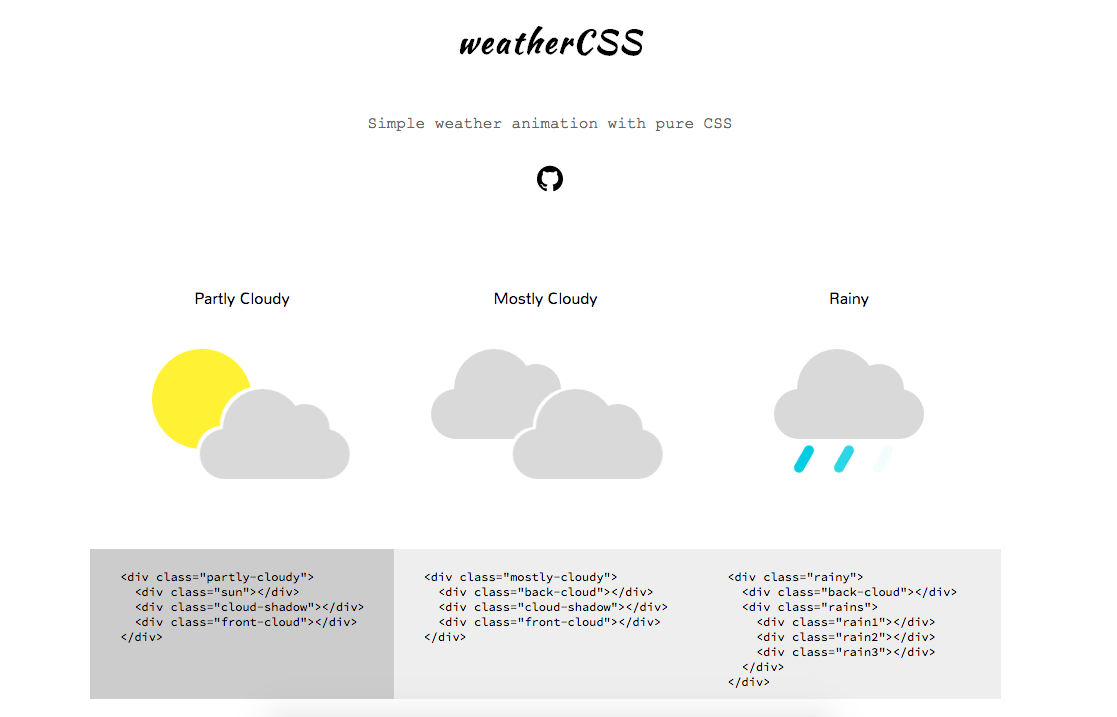 weatherCSS
Simple weather animation with pure CSS
Partly Cloudy
Mostly Cloudy
Rainy
<div class="partly-cloudy">
  <div class="sun"></div>
  <div class="cloud-shadow"></div>
  <div class="front-cloud"></div>
</div>
<div class="mostly-cloudy">
  <div class="back-cloud"></div>
  <div class="cloud-shadow"></div>
  <div class="front-cloud"></div>
</div>
<div class="rainy">
  <div class="back-cloud"></div>
  <div class="rains">
    <div class="rain1"></div>
    <div class="rain2"></div>
    <div class="rain3"></div>
  </div>
</div>